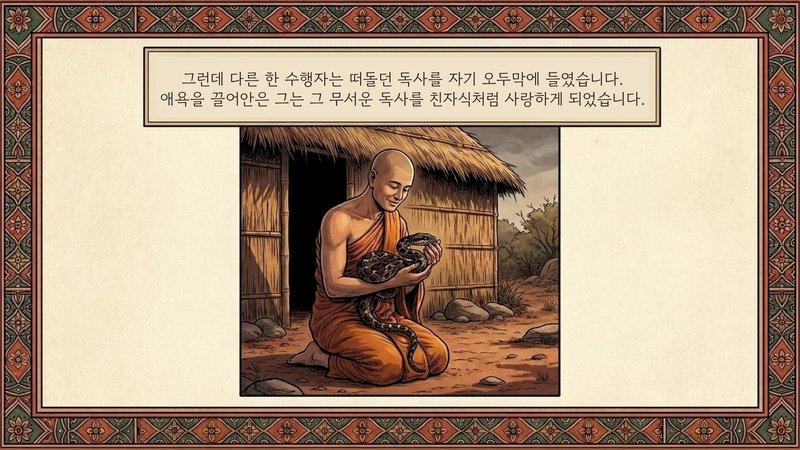 그런데 다른 한 수행자는 떠돌던 독사를 자기 오두막에 들였습니다.
애욕을 끌어안은 그는 그 무서운 독사를 친자식처럼 사랑하게 되었습니다.